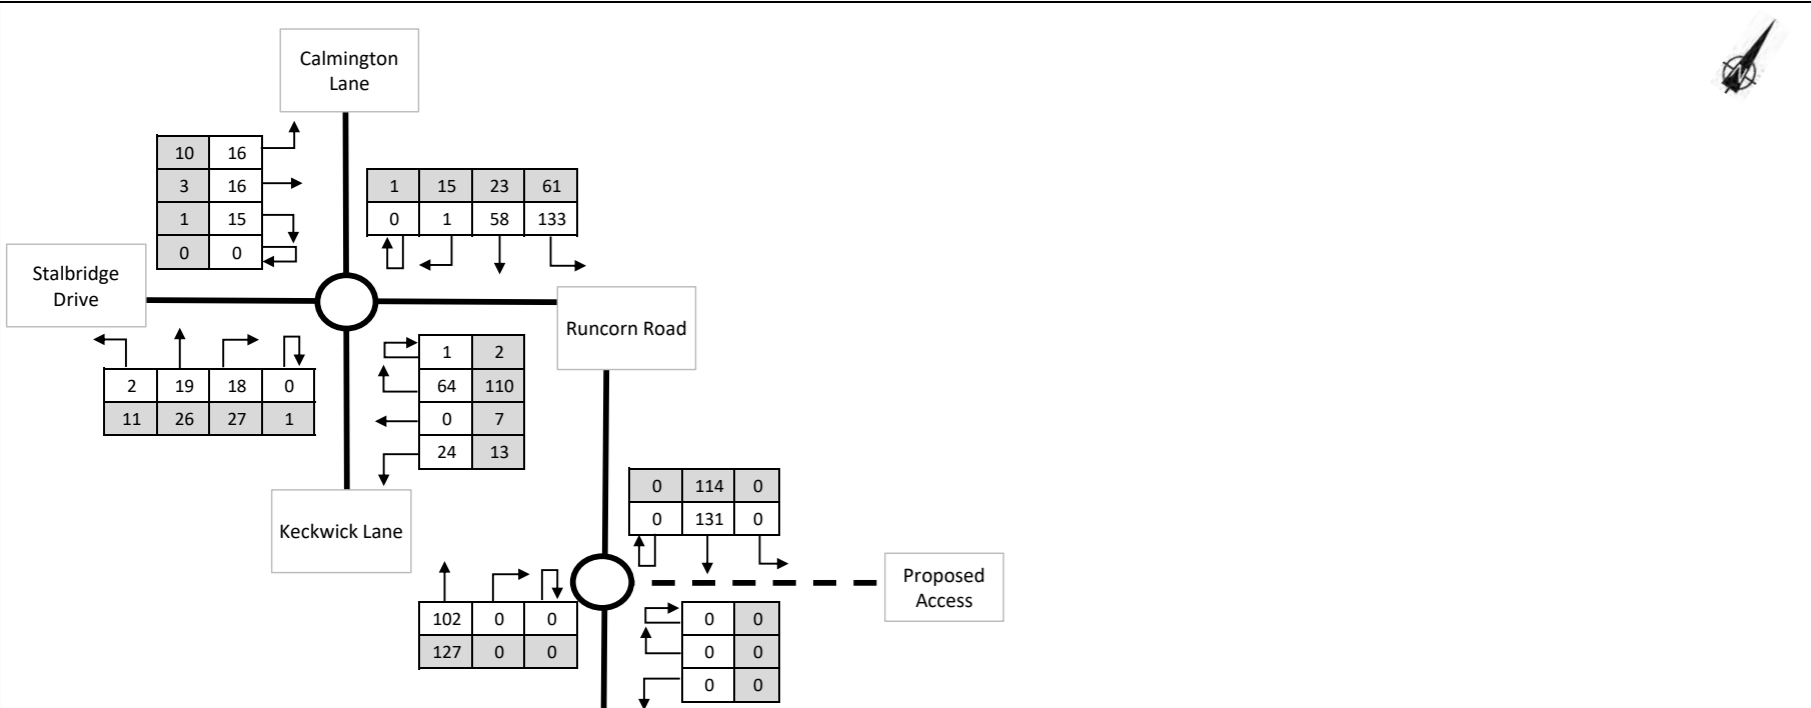 Calmington
Lane
10 16
3 16
1 15
0 0
1 15 23 61
0 1 58 133
Stalbridge
Drive
Runcorn Road
1 2
64 110
0 7
24 13
2 19 18 0
11 26 27 1
Keckwick Lane
0 114 0
0 131 0
Proposed
Access
102 0 0
127 0 0
0 0
0 0
0 0
N